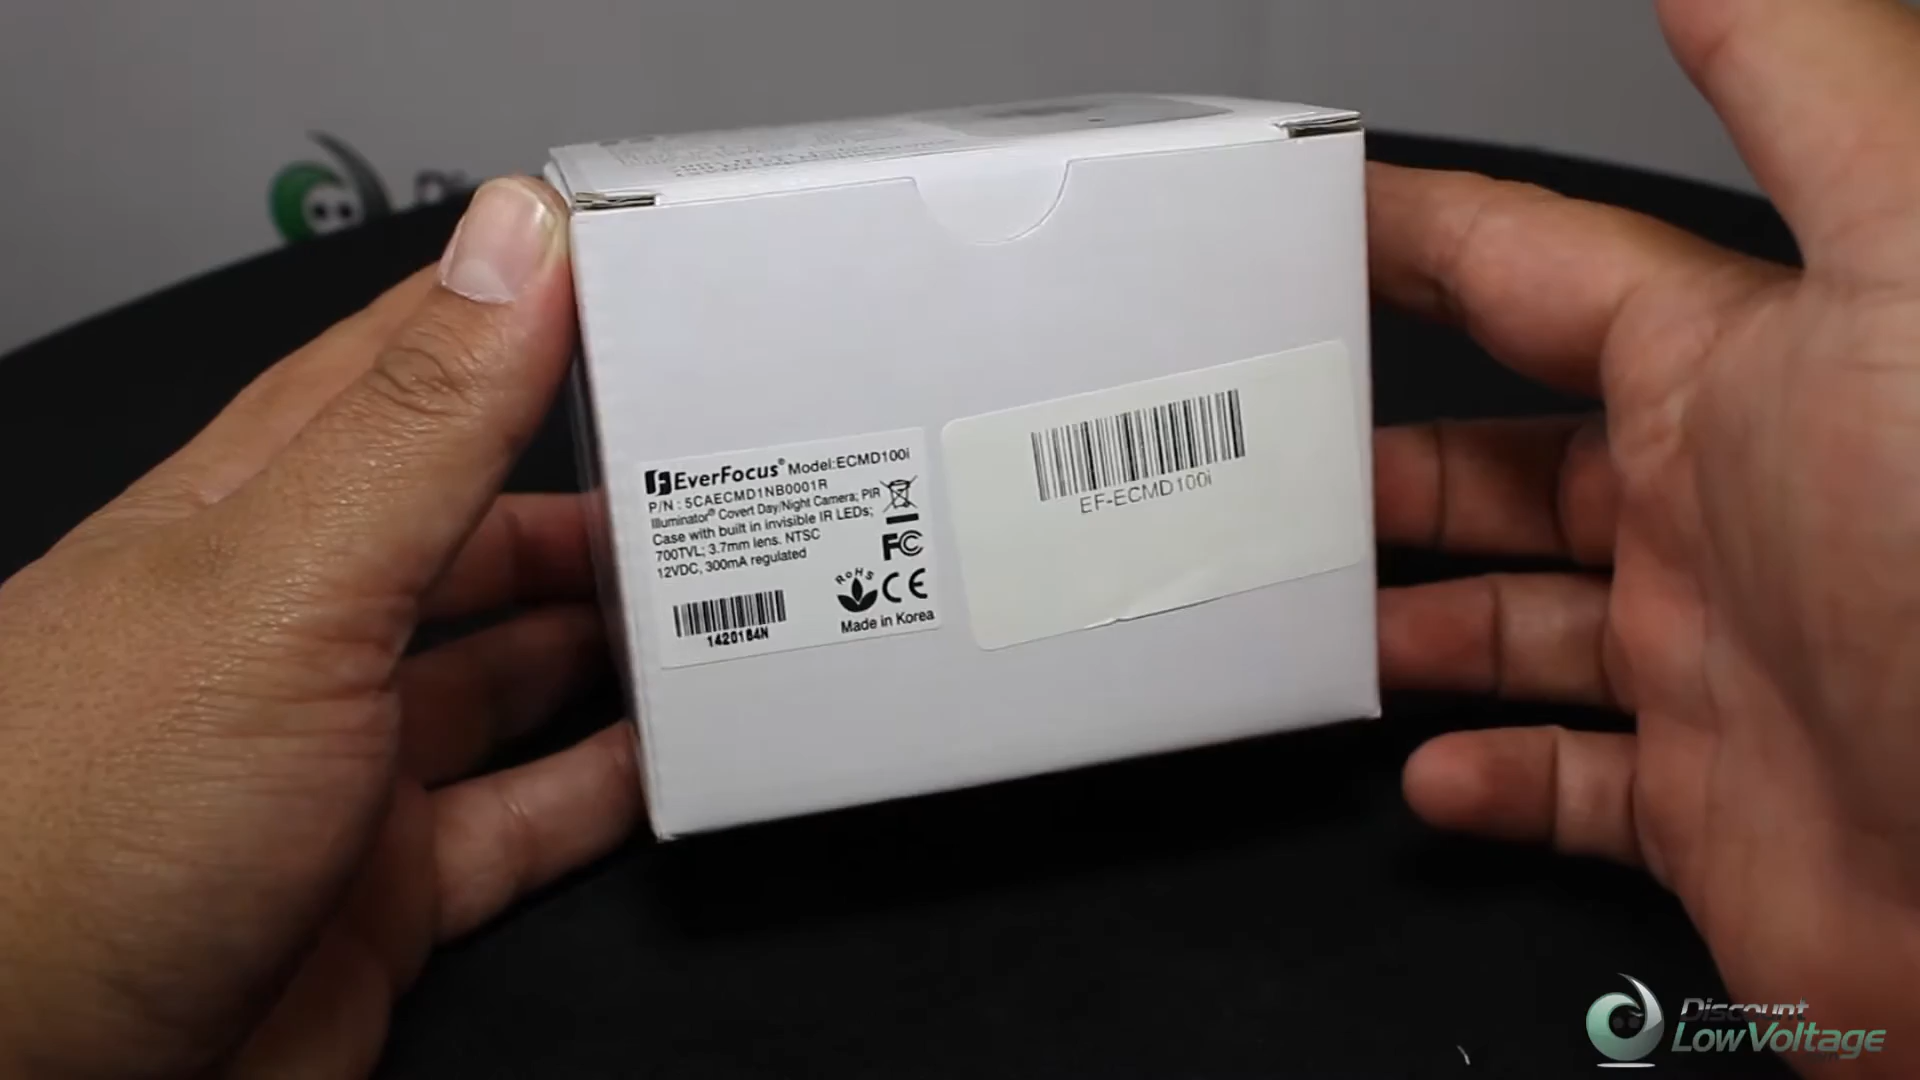 EverFocus® Model:ECMD100i
P/N : 5CAECMD1NB0001R
Illuminator® Covert Day/Night Camera; PIR
Case with built in invisible IR LEDs;
700TVL; 3.7mm lens. NTSC
12VDC, 300mA regulated
FC
RoHS CE
1420184N
Made in Korea
EF-ECMD100i
Discount
LowVoltage